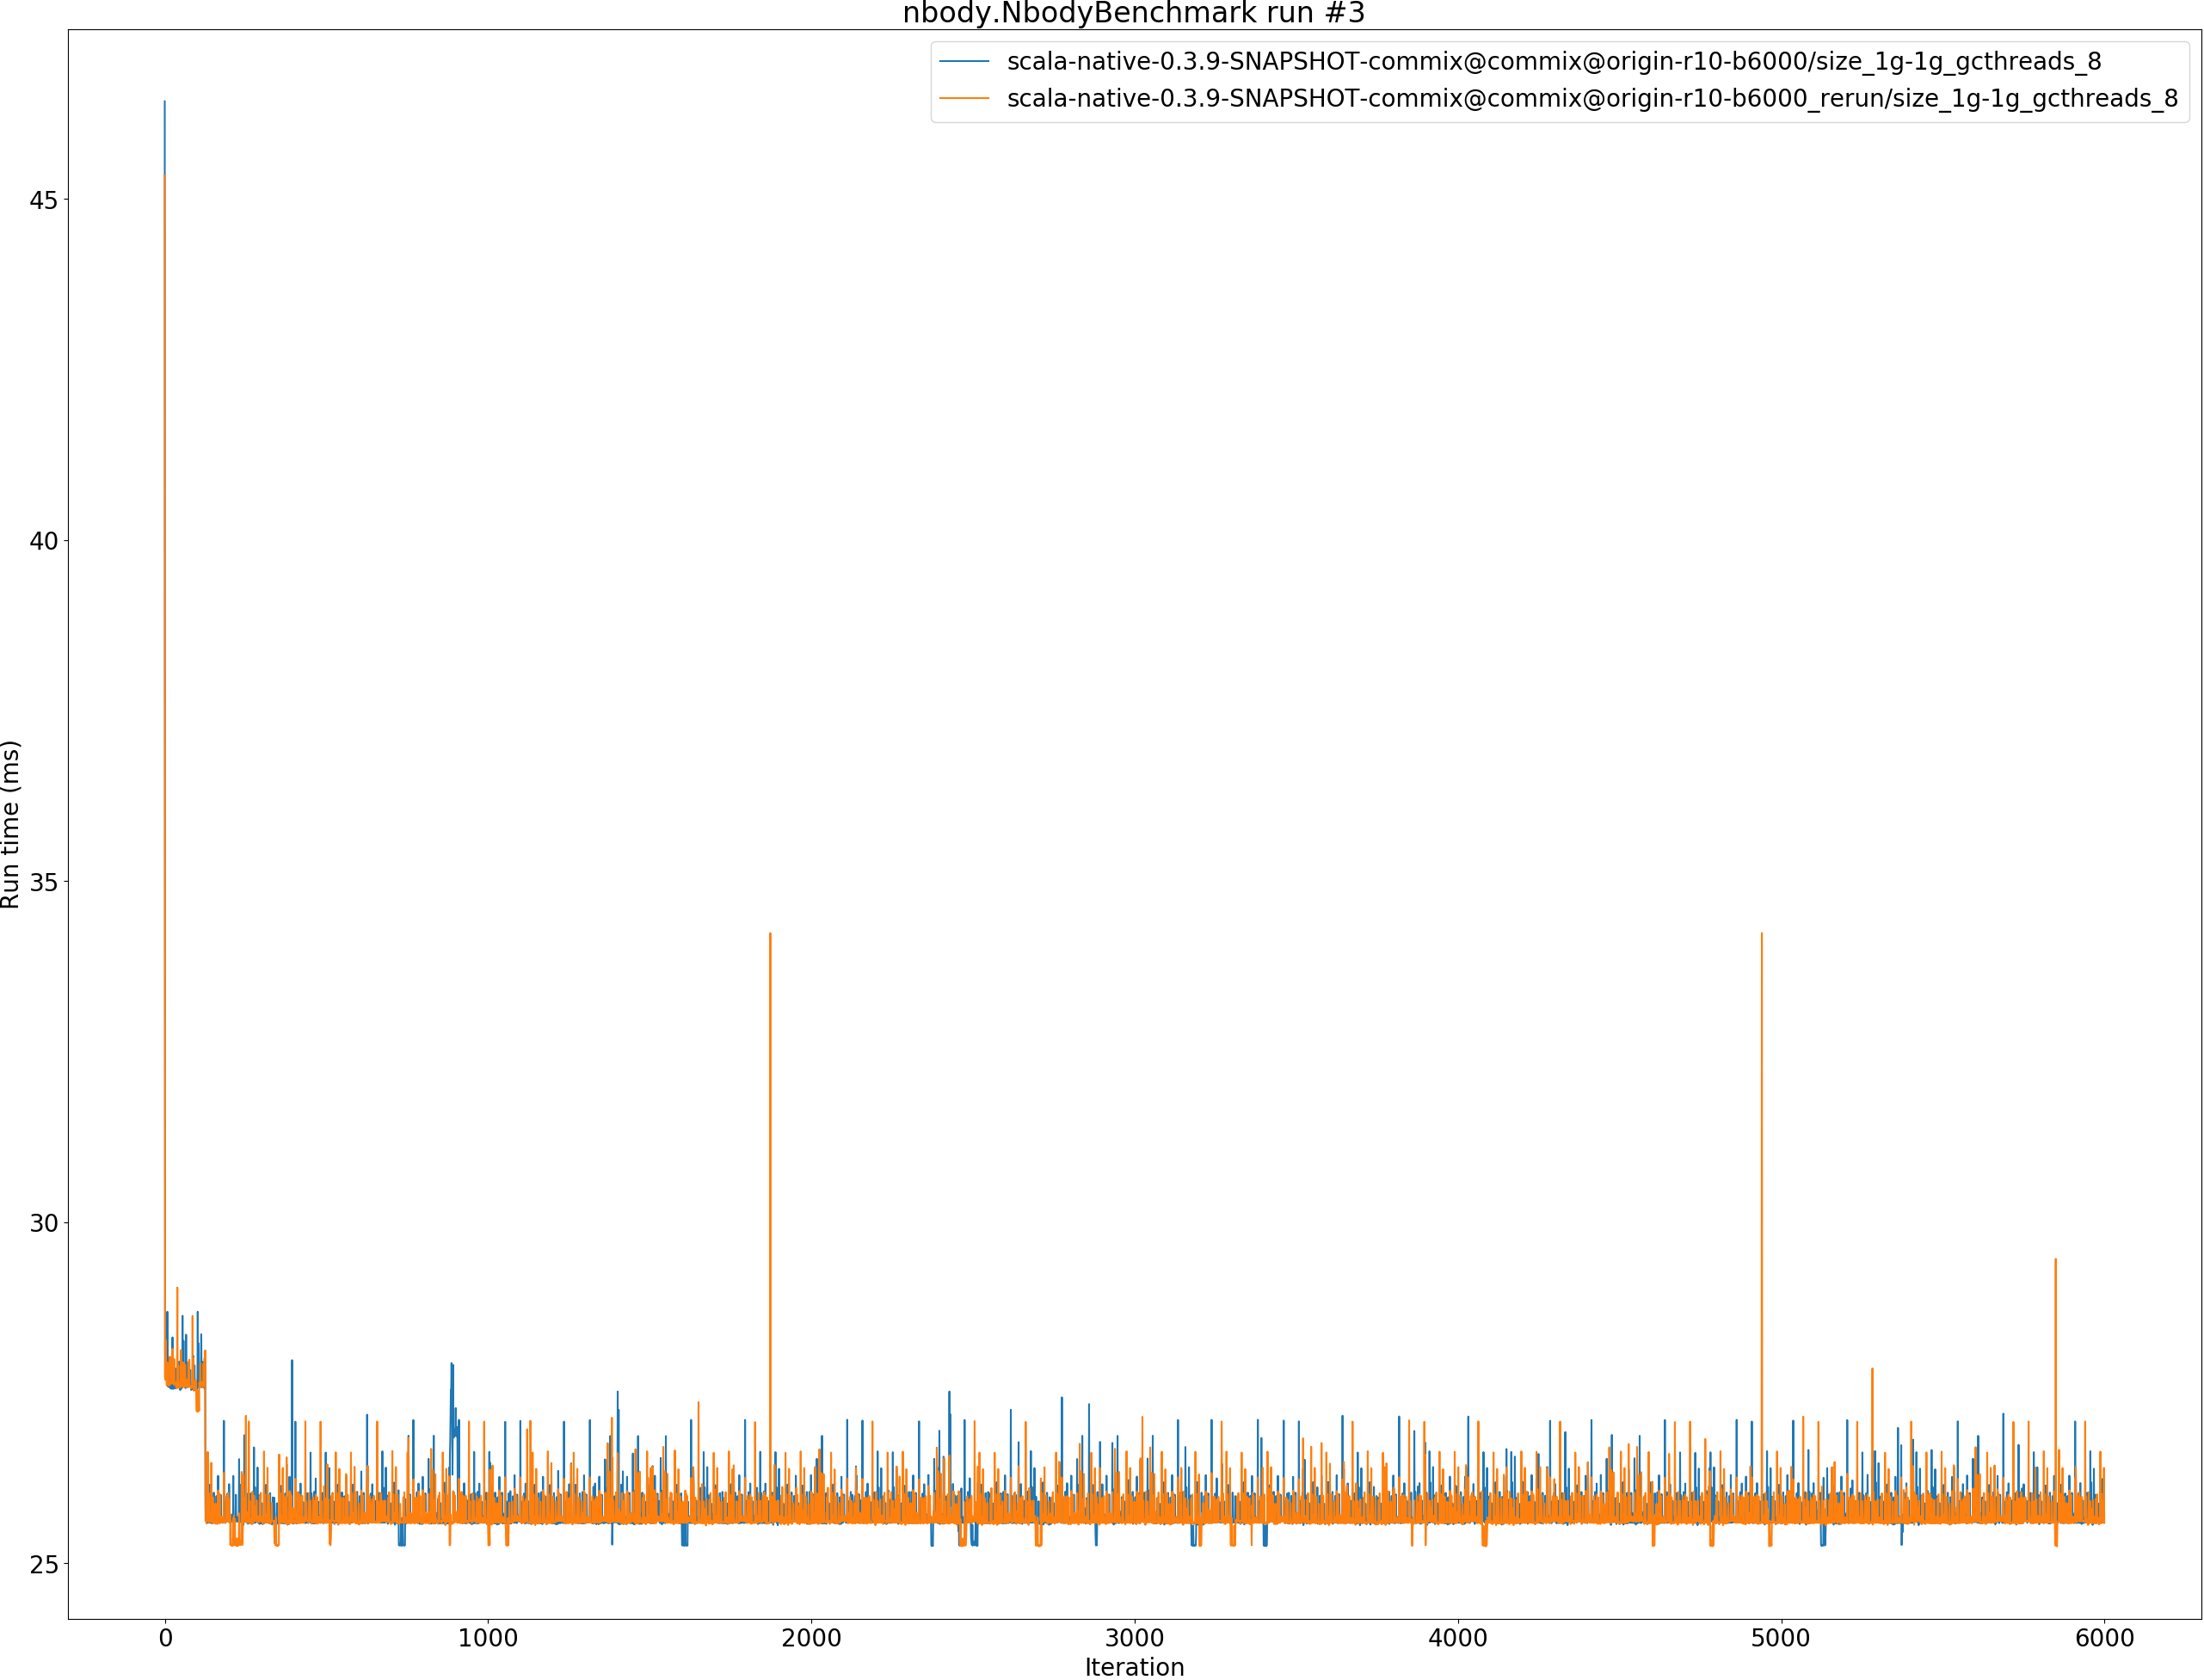 nbody.NbodyBenchmark run #3
scala-native-0.3.9-SNAPSHOT-commix@commix@origin-r10-b6000/size_1g-1g_gcthreads_8
scala-native-0.3.9-SNAPSHOT-commix@commix@origin-r10-b6000_rerun/size_1g-1g_gcthreads_8
45
40
35
30
25
Run time (ms)
0 1000 2000 3000 4000 5000 6000
Iteration